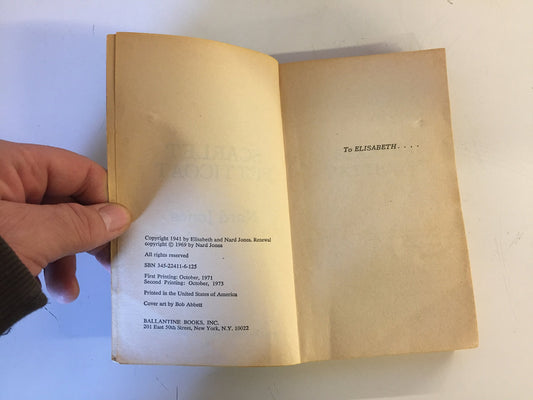 Copyright 1941 by Elisabeth and Nard Jones. Renewal
copyright © 1969 by Nard Jones
All rights reserved
SBN 345-22411-6-125
First Printing: October, 1971
Second Printing: October, 1973
Printed in the United States of America
Cover art by Bob Abbett
BALLANTINE BOOKS, INC.
201 East 50th Street, New York, N.Y. 10022
To ELISABETH . . . .